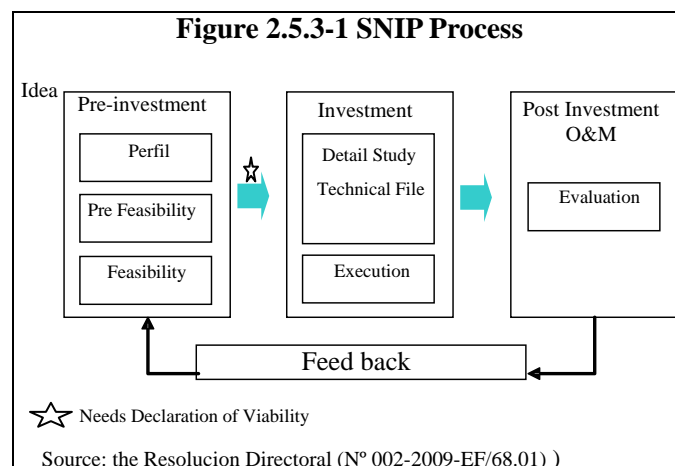 Figure 2.5.3-1 SNIP Process
Idea
Pre-investment
Perfil
Pre Feasibility
Feasibility
Investment
Detail Study
Technical File
Execution
Post Investment
O&M
Evaluation
Feed back
Needs Declaration of Viability
Source: the Resolucion Directoral (Nº 002-2009-EF/68.01) )